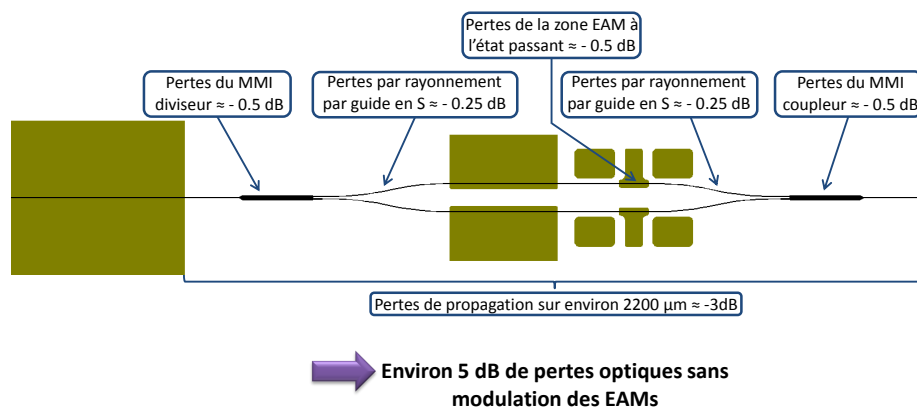 Pertes de la zone EAM à
l'état passant ≈ - 0.5 dB
Pertes du MMI
diviseur ≈ - 0.5 dB
Pertes par rayonnement
par guide en S ≈ - 0.25 dB
Pertes par rayonnement
par guide en S ≈ - 0.25 dB
Pertes du MMI
coupleur ≈ - 0.5 dB
Pertes de propagation sur environ 2200 µm ≈ -3dB
Environ 5 dB de pertes optiques sans
modulation des EAMs